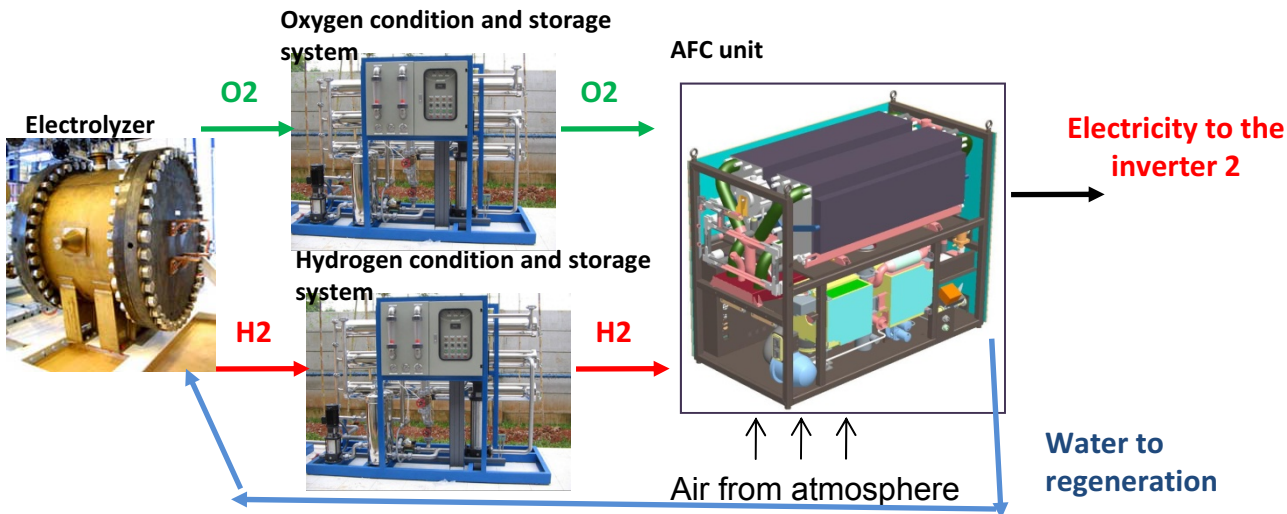 Oxygen condition and storage
system
AFC unit
O2
O2
Electrolyzer
Electricity to the
inverter 2
Hydrogen condition and storage
system
H2
H2
Water to
regeneration
Air from atmosphere